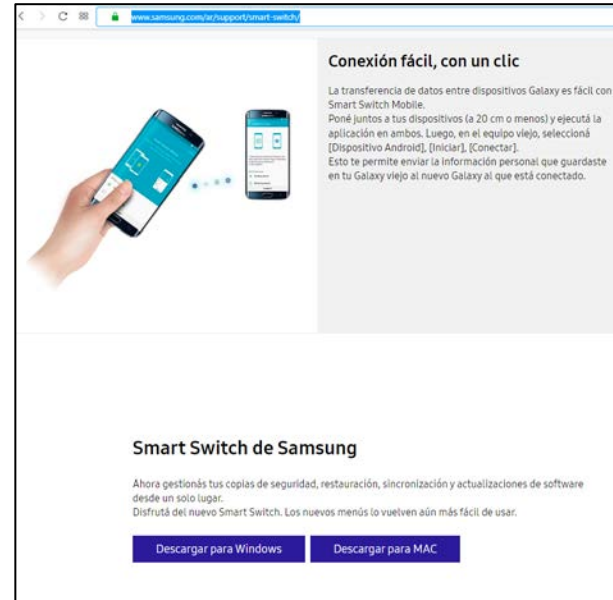 www.samsung.com/ar/support/smart-switch/
Conexión fácil, con un clic
La transferencia de datos entre dispositivos Galaxy es fácil con
Smart Switch Mobile.
Poné juntos a tus dispositivos (a 20 cm o menos) y ejecutá la
aplicación en ambos. Luego, en el equipo viejo, seleccioná
[Dispositivo Android], [Iniciar], [Conectar].
Esto te permite enviar la información personal que guardaste
en tu Galaxy viejo al nuevo Galaxy al que está conectado.
Smart Switch de Samsung
Ahora gestionás tus copias de seguridad, restauración, sincronización y actualizaciones de software
desde un solo lugar.
Disfrutá del nuevo Smart Switch. Los nuevos menús lo vuelven aún más fácil de usar.
Descargar para Windows
Descargar para MAC